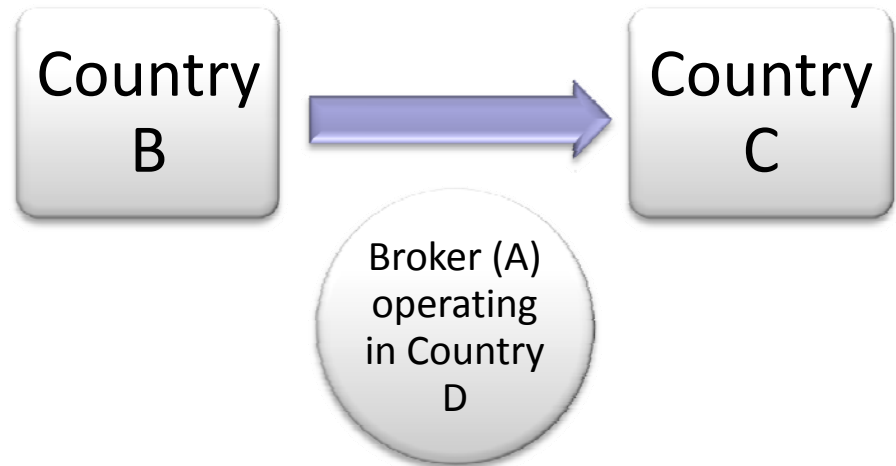 Country
B
Country
C
Broker (A)
operating
in Country
D